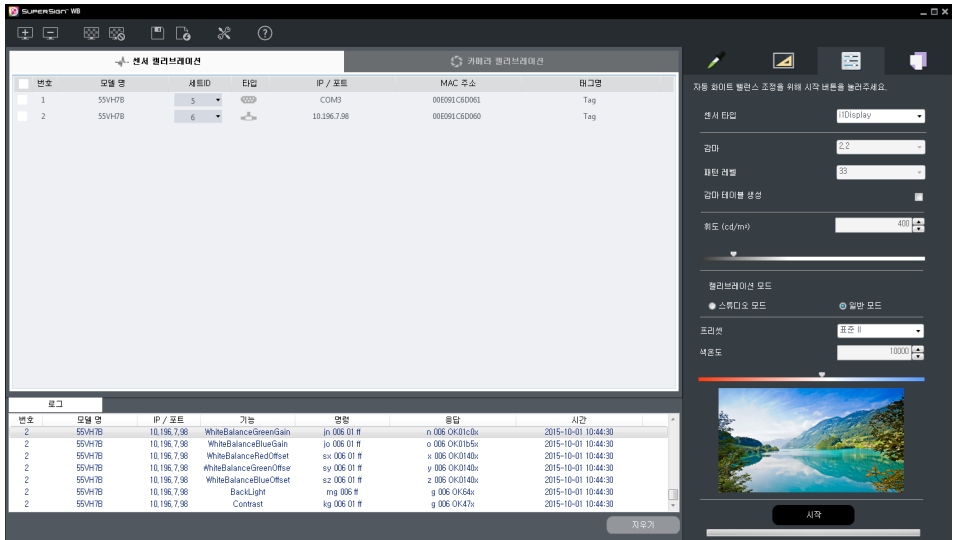 SuperSign WB
센서 캘리브레이션 카메라 캘리브레이션
번호 모델 명 세트ID 타입 IP / 포트 MAC 주소 태그명
1 55VH7B 5 COM3 00E091C6D061 Tag
2 55VH7B 6 10.196.7.98 00E091C6D060 Tag
로그
번호 모델 명 IP / 포트 기능 명령 응답 시간
2 55VH7B 10.196.7.98 WhiteBalanceGreenGain jn 006 01 ff n 006 OK01c0x 2015-10-01 10:44:30
2 55VH7B 10.196.7.98 WhiteBalanceBlueGain jo 006 01 ff o 006 OK01b5x 2015-10-01 10:44:30
2 55VH7B 10.196.7.98 WhiteBalanceRedOffset sx 006 01 ff x 006 OK0140x 2015-10-01 10:44:30
2 55VH7B 10.196.7.98 WhiteBalanceGreenOffse sy 006 01 ff y 006 OK0140x 2015-10-01 10:44:30
2 55VH7B 10.196.7.98 WhiteBalanceBlueOffset sz 006 01 ff z 006 OK0140x 2015-10-01 10:44:30
2 55VH7B 10.196.7.98 BackLight mg 006 ff g 006 OK64x 2015-10-01 10:44:30
2 55VH7B 10.196.7.98 Contrast kg 006 01 ff g 006 OK47x 2015-10-01 10:44:30
지우기
자동 화이트 밸런스 조정을 위해 시작 버튼을 눌러주세요.
센서 타입 i1Display
감마 2.2
패턴 레벨 33
감마 테이블 생성
휘도 (cd/m²) 400
캘리브레이션 모드
스튜디오 모드 일반 모드
프리셋 표준 II
색온도 10000
시작